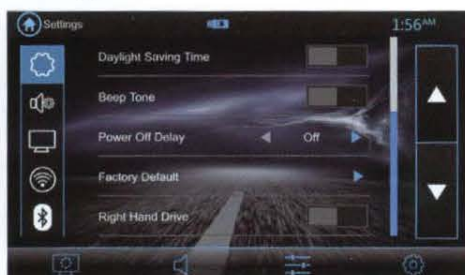 Settings
1:56AM
Daylight Saving Time
Beep Tone
Power Off Delay Off
Factory Default
Right Hand Drive